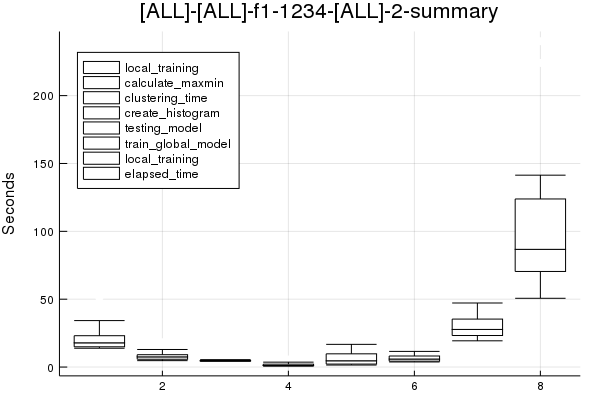 [ALL]-[ALL]-f1-1234-[ALL]-2-summary
Seconds
200
150
100
50
0
local_training
calculate_maxmin
clustering_time
create_histogram
testing_model
train_global_model
local_training
elapsed_time
2
4
6
8